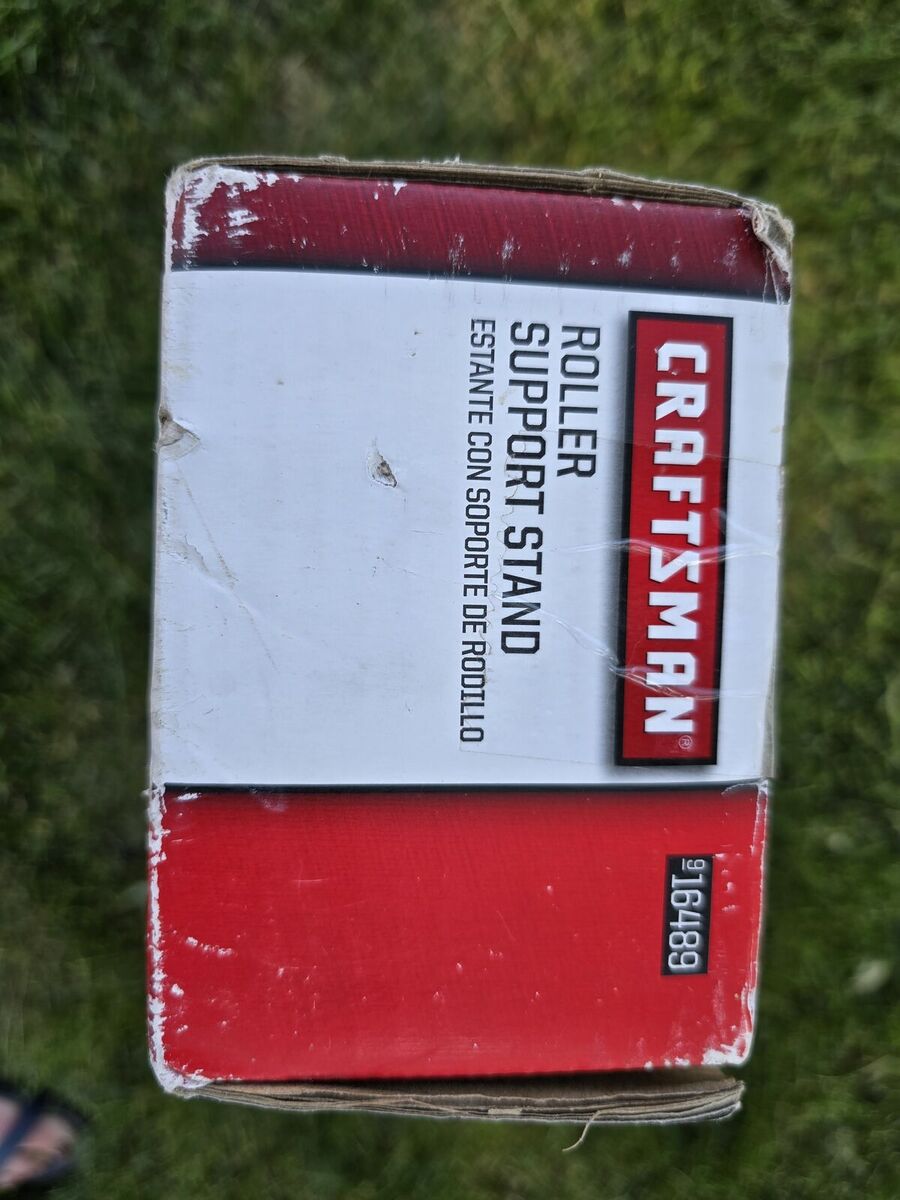 CRAFTSMAN®
ROLLER
SUPPORT STAND
ESTANTE CON SOPORTE DE RODILLO
916489